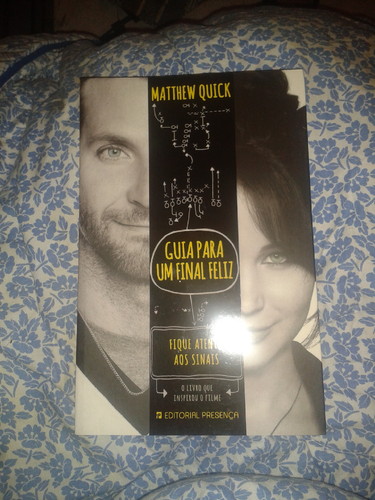 MATTHEW QUICK
GUIA PARA
UM FINAL FELIZ
FIQUE
AOS SINAIS
O LIVRO QUE
INSPIROU O FILME
EDITORIAL PRESENÇA